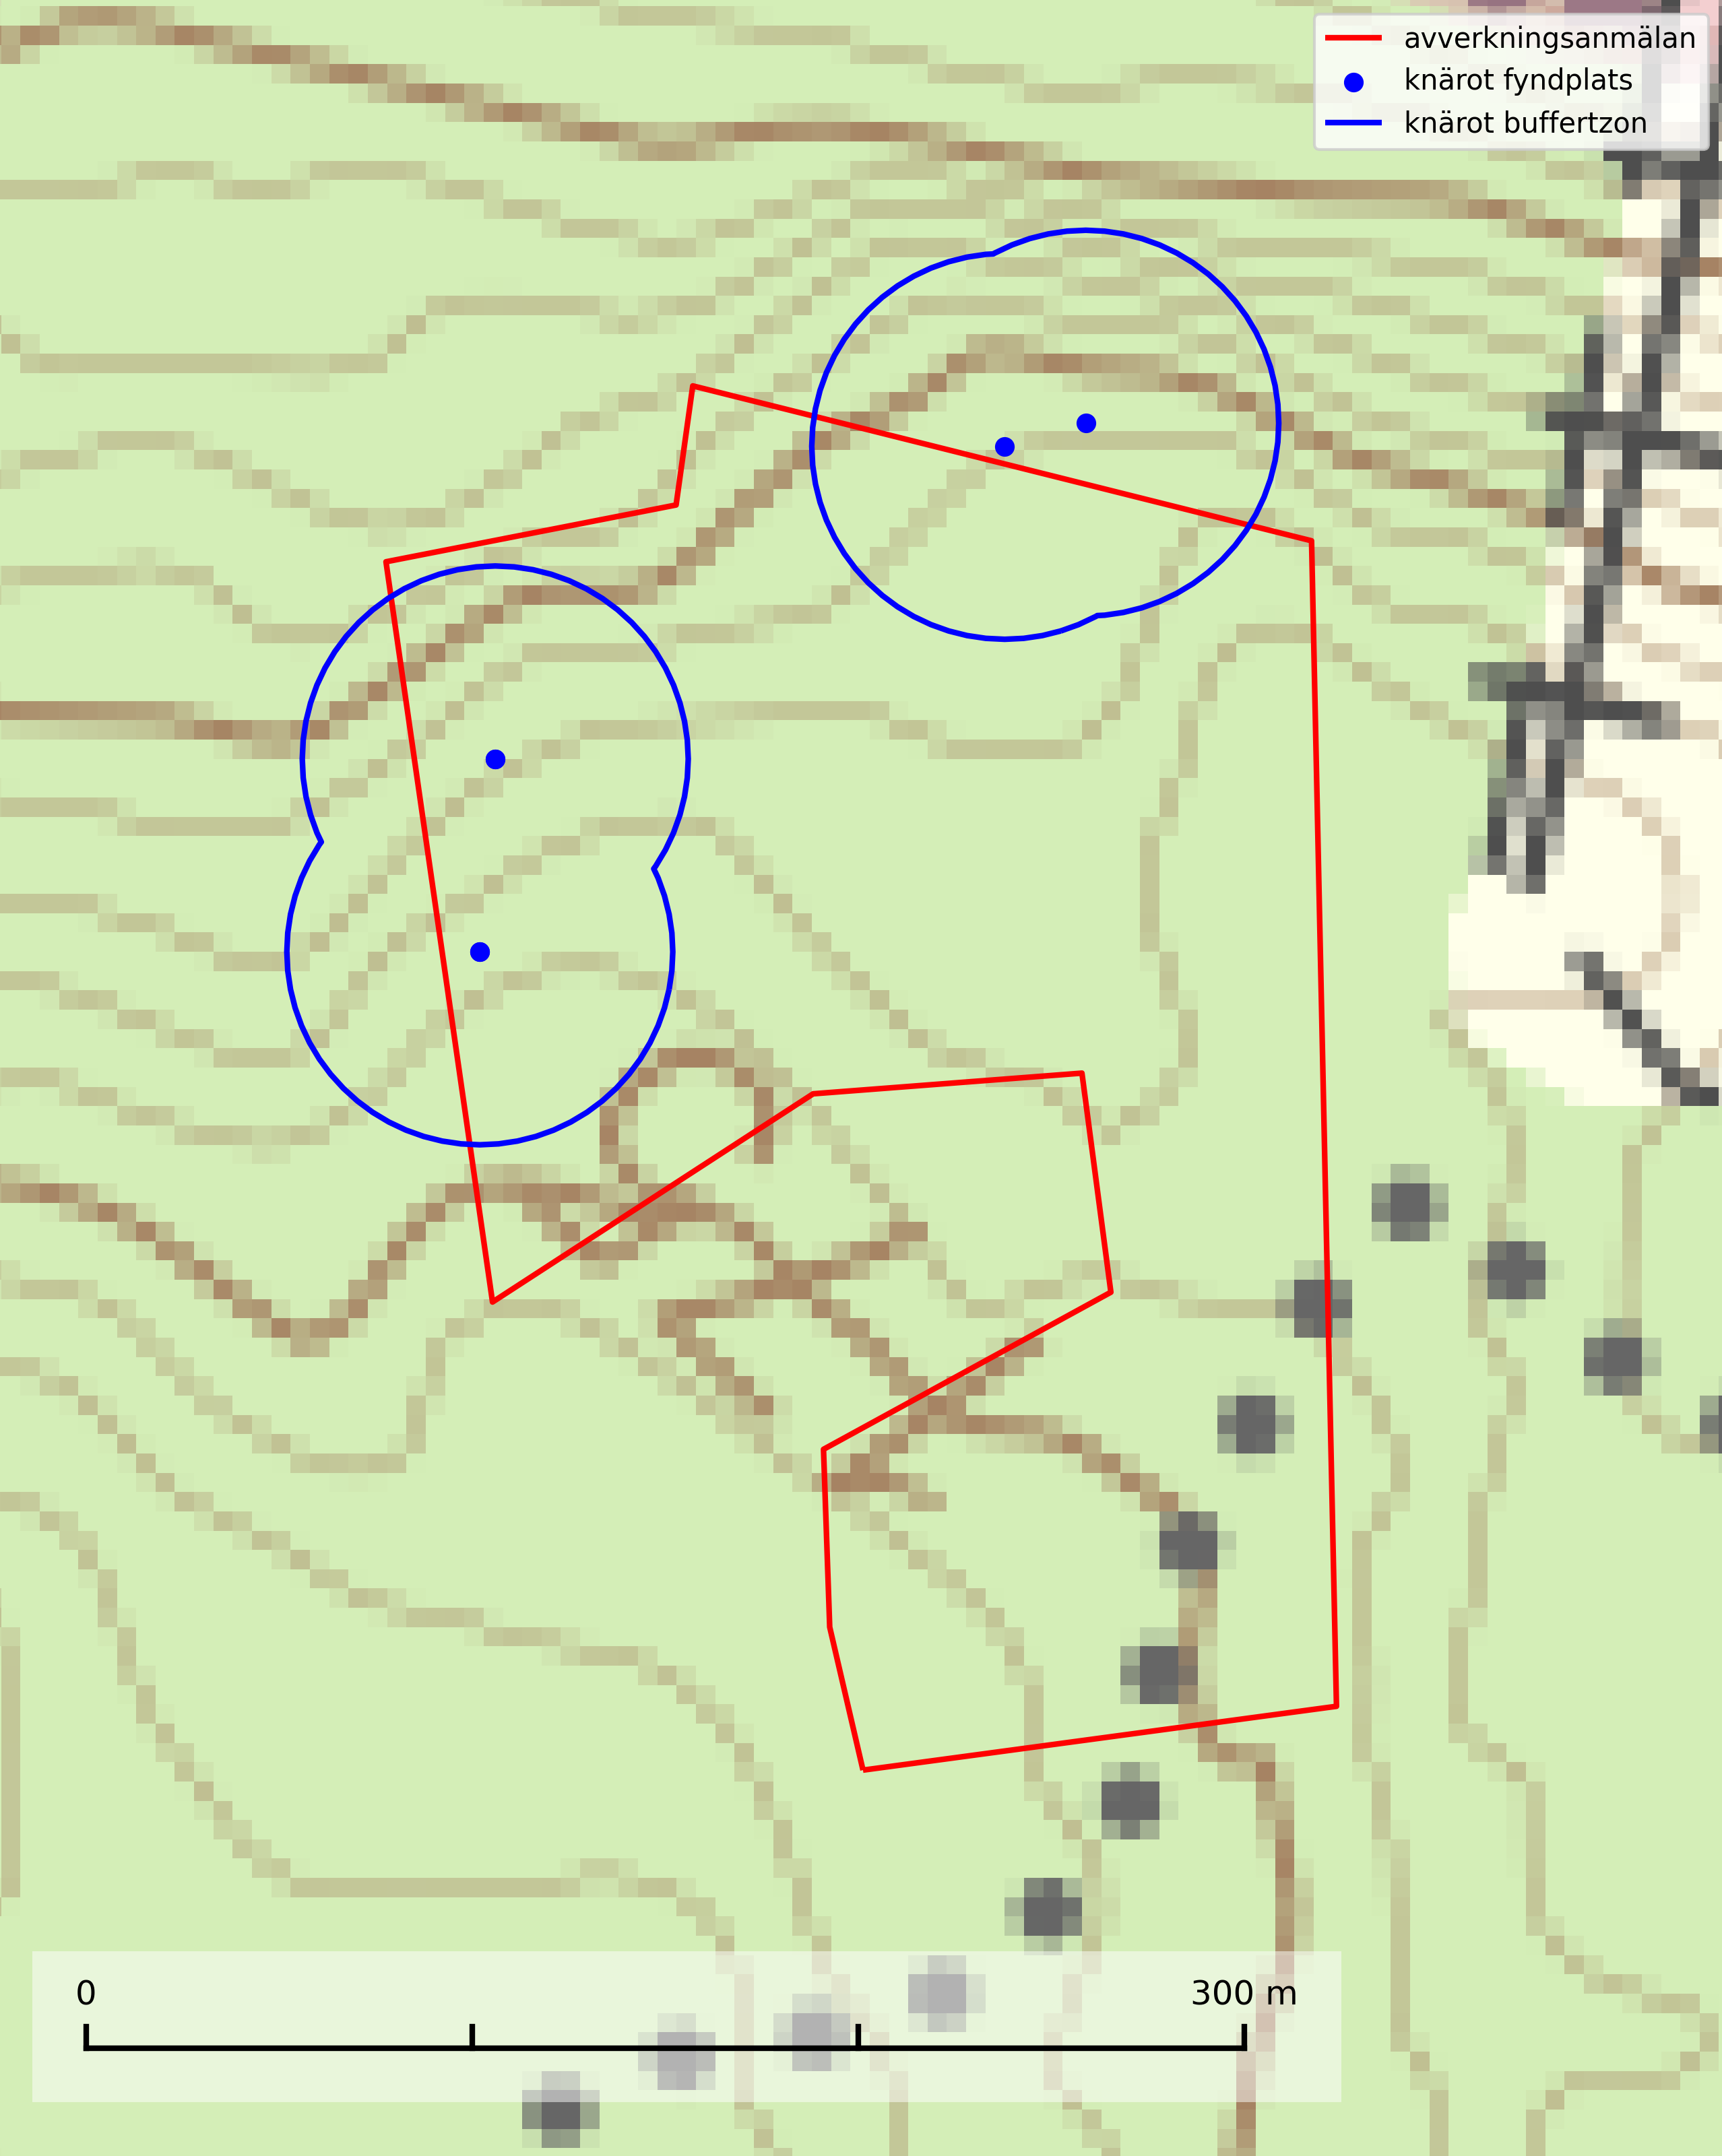 avverkningsanmälan
knärot fyndplats
knärot buffertzon
0 300 m